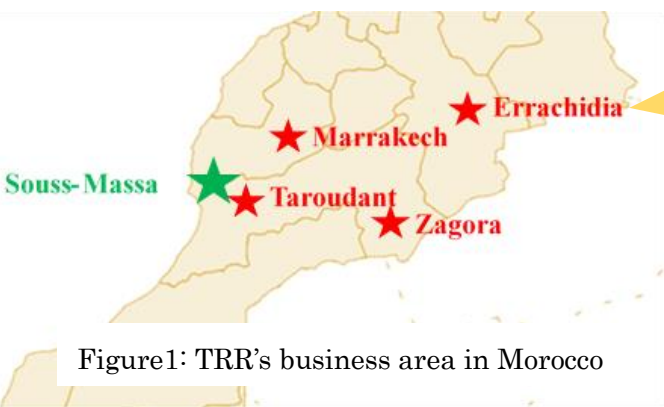 Errachidia
Marrakech
Souss-Massa
Taroudant
Zagora
Figure1: TRR's business area in Morocco